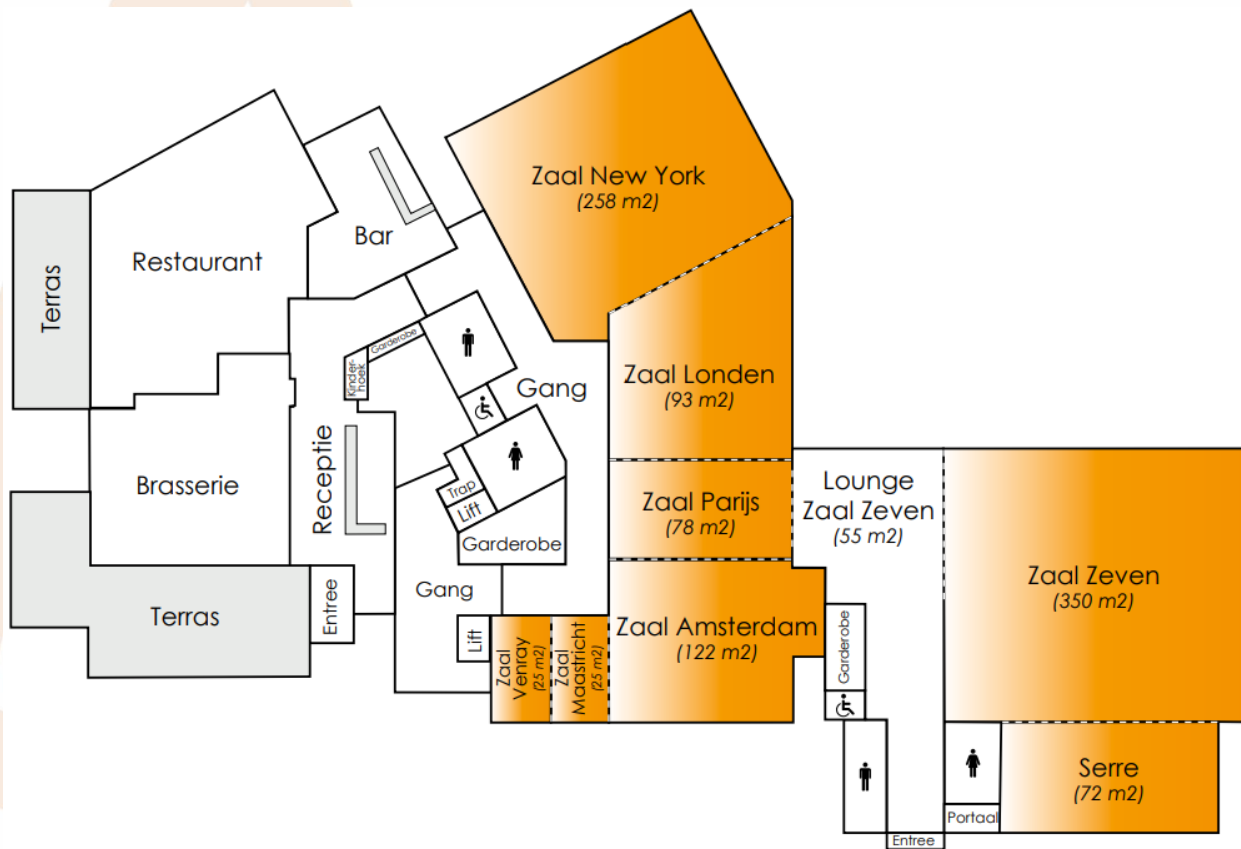 Zaal New York
(258 m2)
Bar
Restaurant
Terras
Garderobe
Kinder-
hoek
Gang
Zaal Londen
(93 m2)
Receptie
Brasserie
Trap
Lift
Garderobe
Zaal Parijs
(78 m2)
Lounge
Zaal Zeven
(55 m2)
Zaal Zeven
(350 m2)
Terras
Entree
Gang
Lift
Zaal
Venray
(25 m2)
Zaal
Maastricht
(25 m2)
Zaal Amsterdam
(122 m2)
Garderobe
Serre
(72 m2)
Portaal
Entree